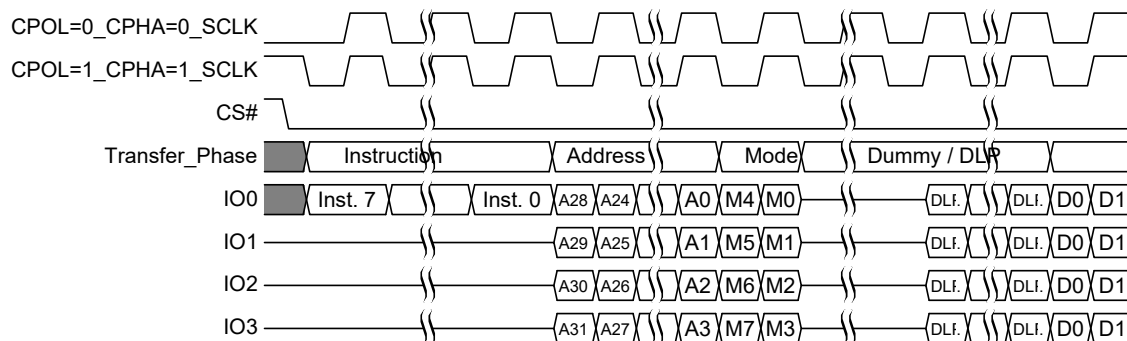 CPOL=0_CPHA=0_SCLK
CPOL=1_CPHA=1_SCLK
CS#
Transfer_Phase Instruction Address Mode Dummy / DLP
IO0 Inst. 7 Inst. 0 A28 A24 A0 M4 M0 DLP. DLP. D0 D1
IO1 A29 A25 A1 M5 M1 DLP. DLP. D0 D1
IO2 A30 A26 A2 M6 M2 DLP. DLP. D0 D1
IO3 A31 A27 A3 M7 M3 DLP. DLP. D0 D1